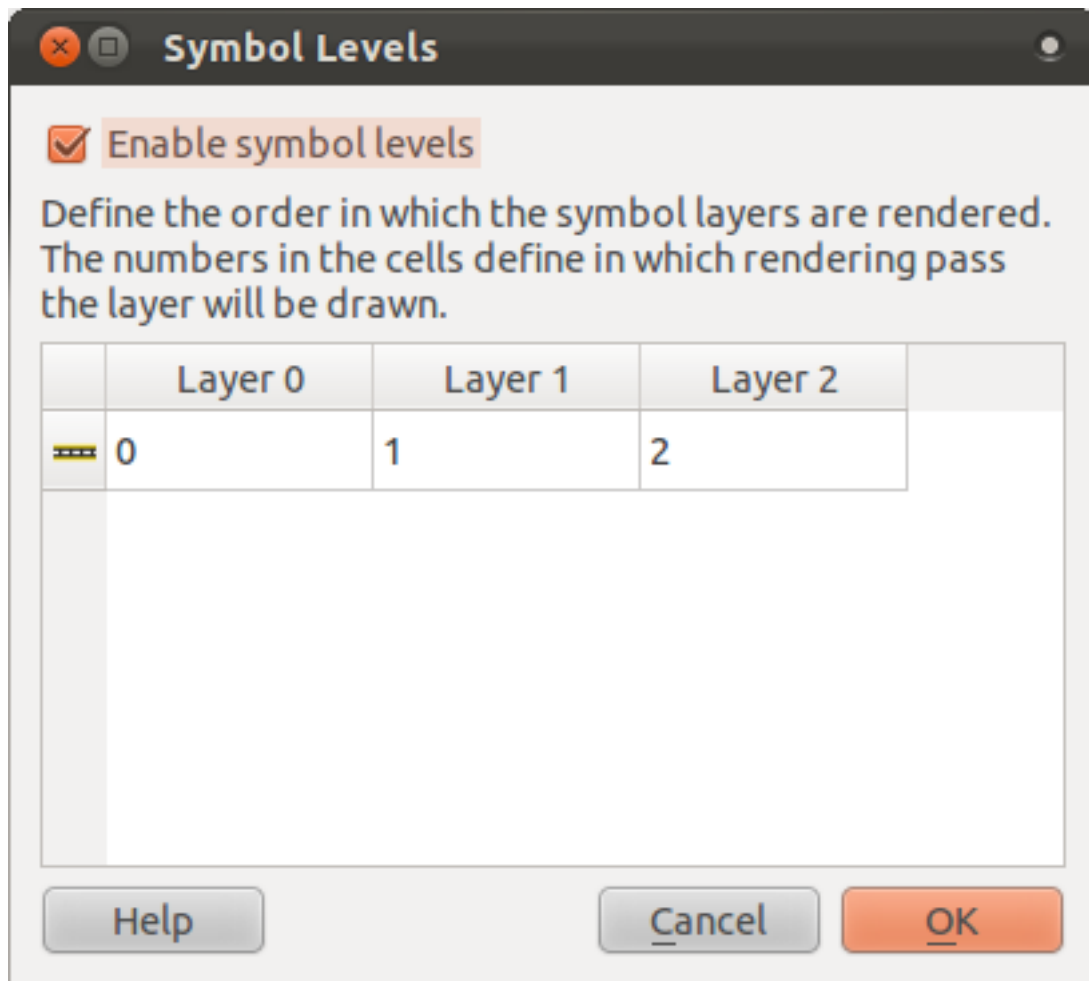 Symbol Levels
Enable symbol levels
Define the order in which the symbol layers are rendered.
The numbers in the cells define in which rendering pass
the layer will be drawn.
Layer 0 Layer 1 Layer 2
0 1 2
Help Cancel OK